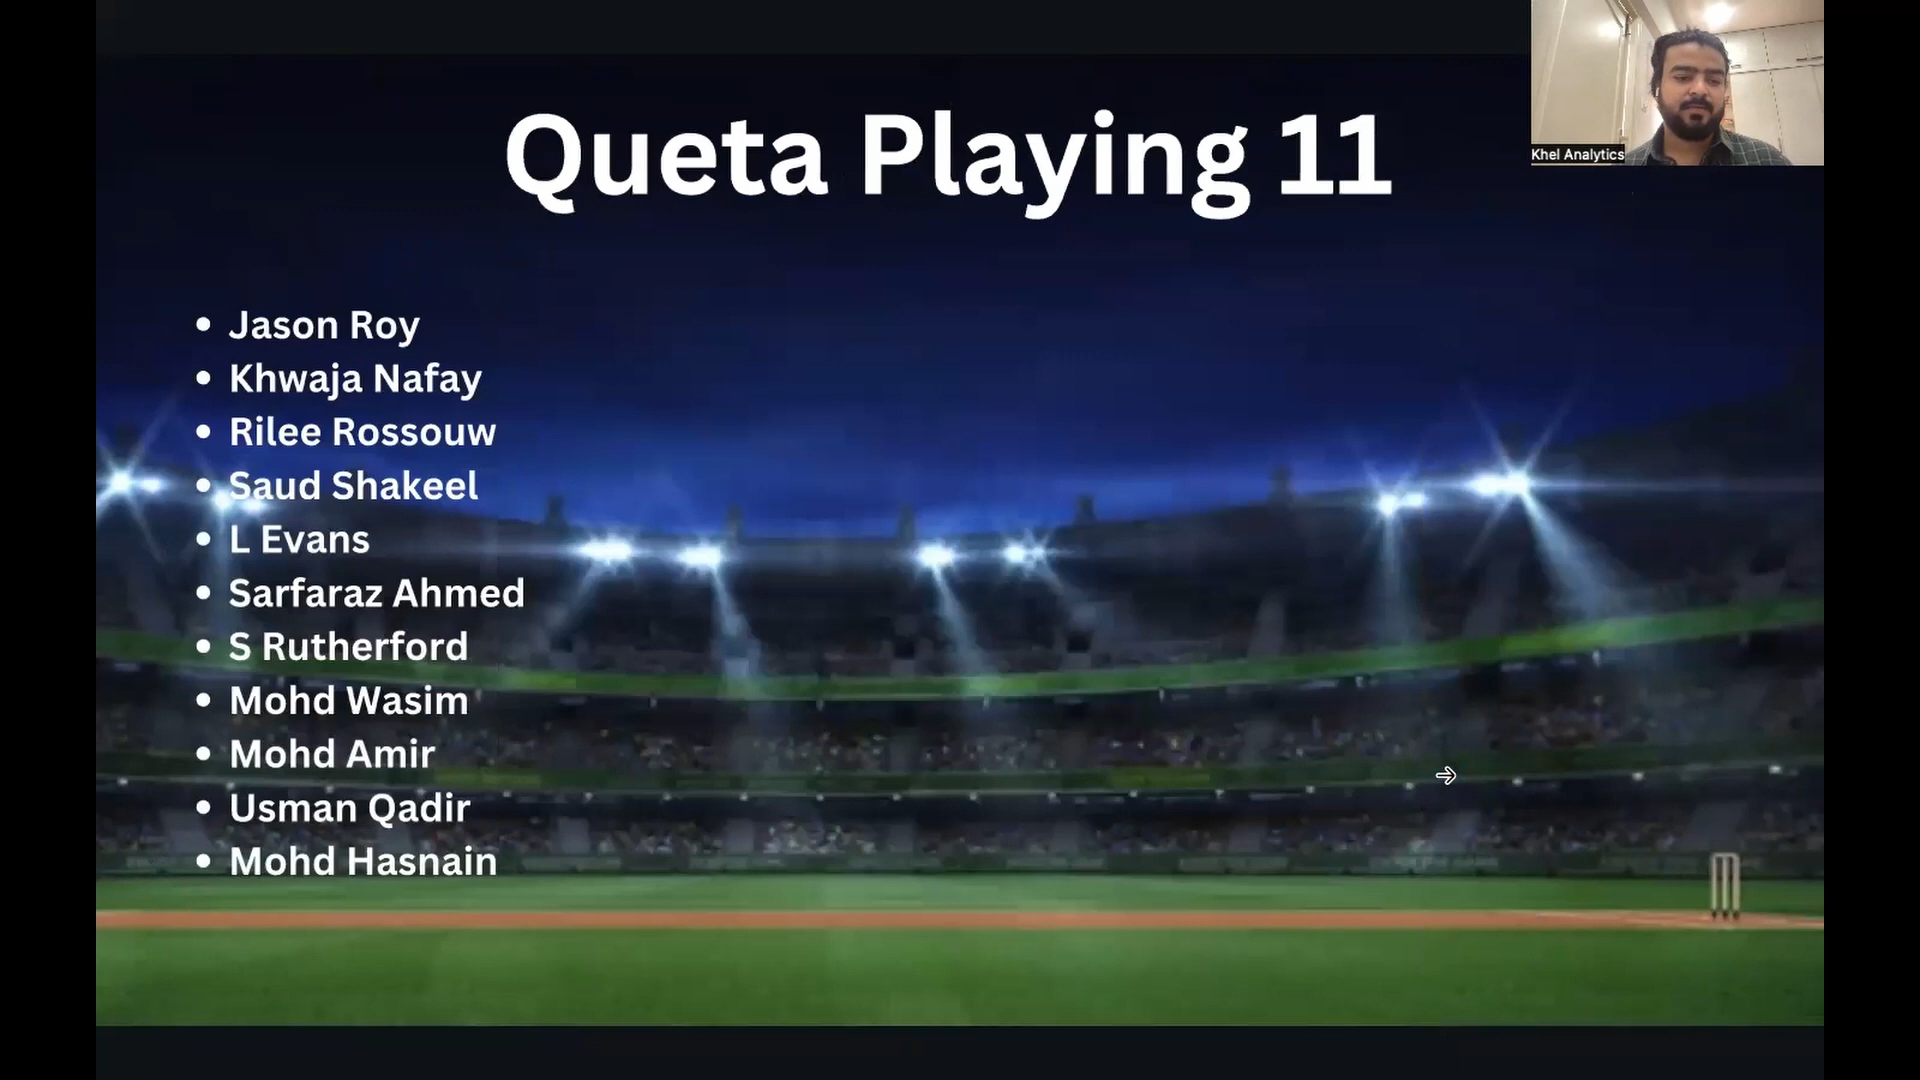 Queta Playing 11
Khel Analytics
• Jason Roy
• Khwaja Nafay
• Rilee Rossouw
• Saud Shakeel
• L Evans
• Sarfaraz Ahmed
• S Rutherford
• Mohd Wasim
• Mohd Amir
• Usman Qadir
• Mohd Hasnain